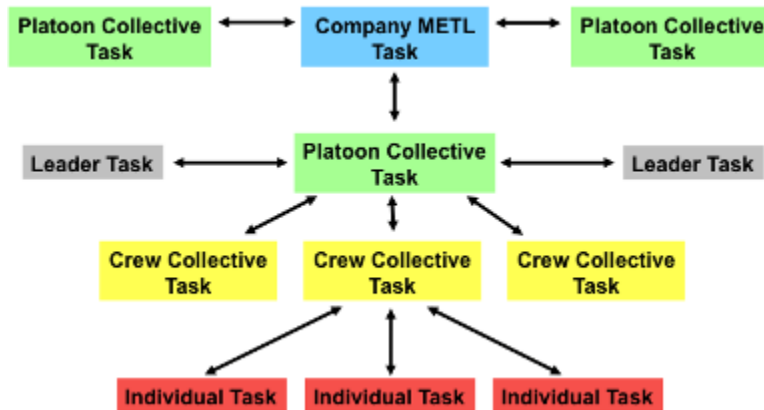 Platoon Collective Task
Company METL Task
Platoon Collective Task
Leader Task
Platoon Collective Task
Leader Task
Crew Collective Task
Crew Collective Task
Crew Collective Task
Individual Task
Individual Task
Individual Task